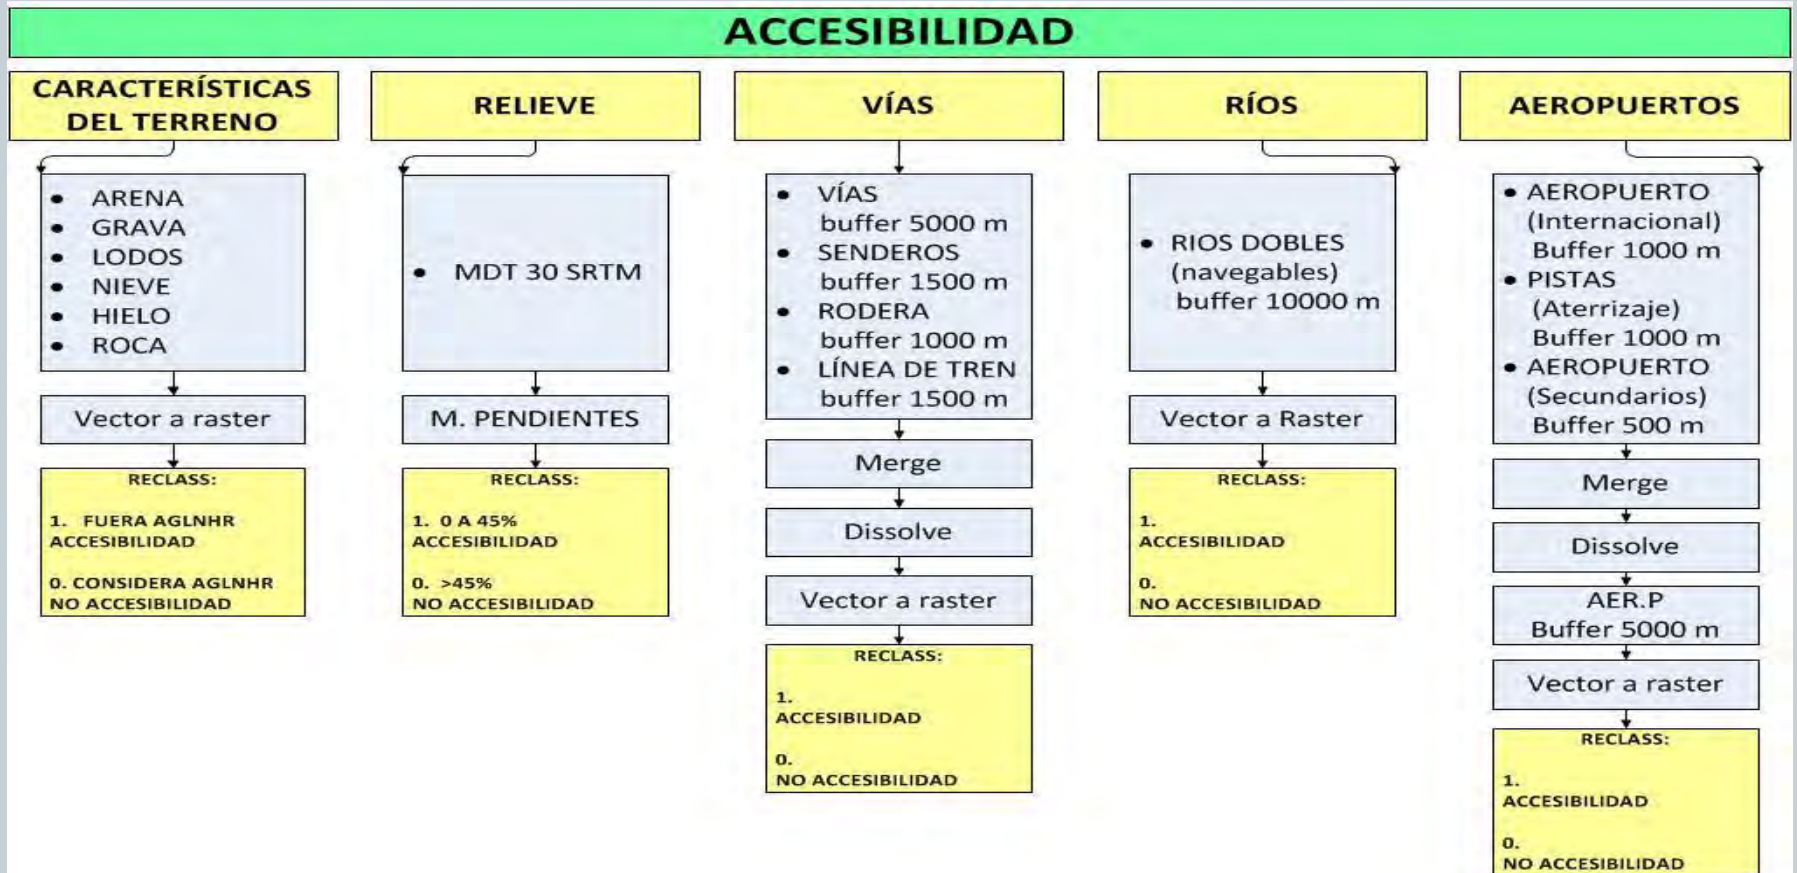 ACCESIBILIDAD
CARACTERÍSTICAS
DEL TERRENO
• ARENA
• GRAVA
• LODOS
• NIEVE
• HIELO
• ROCA
Vector a raster
RECLASS:
1. FUERA AGLNHR
ACCESIBILIDAD
0. CONSIDERA AGLNHR
NO ACCESIBILIDAD
RELIEVE
• MDT 30 SRTM
M. PENDIENTES
RECLASS:
1. 0 A 45%
ACCESIBILIDAD
0. >45%
NO ACCESIBILIDAD
VÍAS
• VÍAS
buffer 5000 m
• SENDEROS
buffer 1500 m
• RODERA
buffer 1000 m
• LÍNEA DE TREN
buffer 1500 m
Merge
Dissolve
Vector a raster
RECLASS:
1.
ACCESIBILIDAD
0.
NO ACCESIBILIDAD
RÍOS
• RIOS DOBLES
(navegables)
buffer 10000 m
Vector a Raster
RECLASS:
1.
ACCESIBILIDAD
0.
NO ACCESIBILIDAD
AEROPUERTOS
• AEROPUERTO
(Internacional)
Buffer 1000 m
• PISTAS
(Aterrizaje)
Buffer 1000 m
• AEROPUERTO
(Secundarios)
Buffer 500 m
Merge
Dissolve
AER.P
Buffer 5000 m
Vector a raster
RECLASS:
1.
ACCESIBILIDAD
0.
NO ACCESIBILIDAD